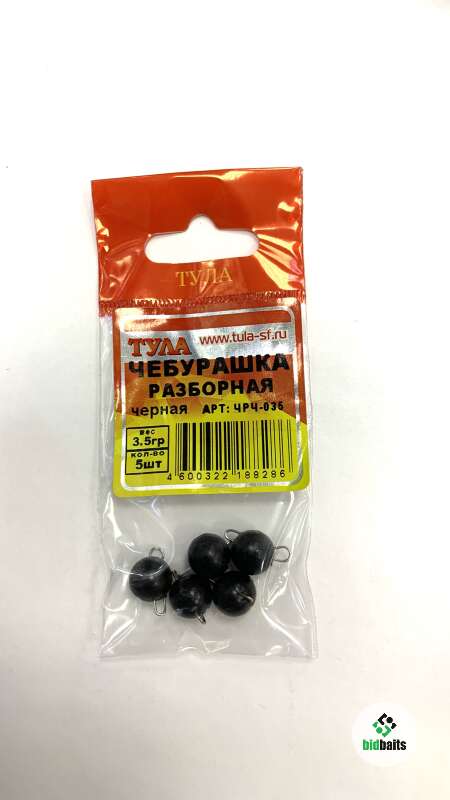 ТУЛА
ТУЛА www.tula-sf.ru
ЧЕБУРАШКА
РАЗБОРНАЯ
черная АРТ: ЧРЧ-036
вес
3.5гр
кол-во
5шт
4 600322 188286
bidbaits